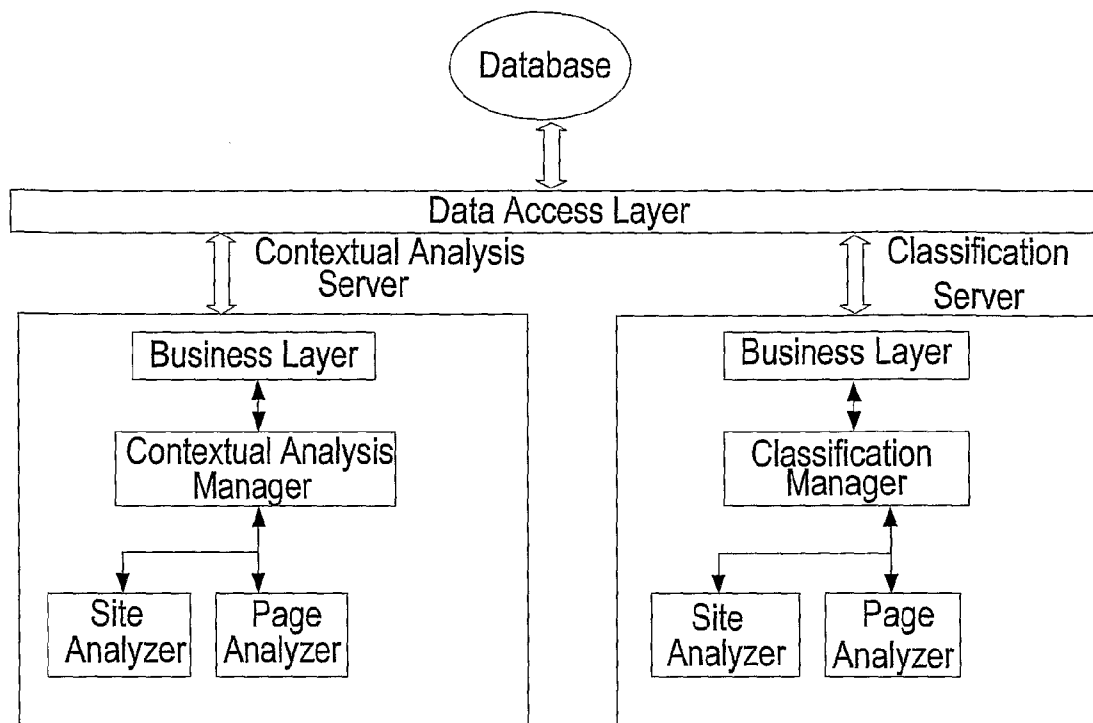 Database
Data Access Layer
Contextual Analysis
Server
Classification
Server
Business Layer
Contextual Analysis
Manager
Site
Analyzer
Page
Analyzer
Business Layer
Classification
Manager
Site
Analyzer
Page
Analyzer